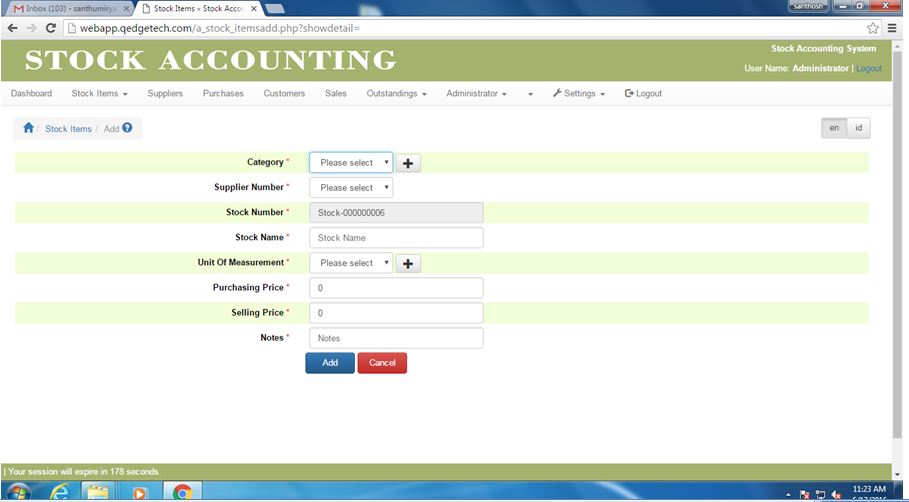 Inbox (103) - santhumirya
Stock Items « Stock Accou
santhosh
webapp.qedgetech.com/a_stock_itemsadd.php?showdetail=
STOCK ACCOUNTING
Stock Accounting System
User Name: Administrator | Logout
Dashboard Stock Items Suppliers Purchases Customers Sales Outstandings Administrator Settings Logout
/ Stock Items / Add ?
en id
Category * Please select
Supplier Number * Please select
Stock Number * Stock-000000006
Stock Name * Stock Name
Unit Of Measurement * Please select
Purchasing Price * 0
Selling Price * 0
Notes * Notes
Add Cancel
| Your session will expire in 178 seconds.
11:23 AM